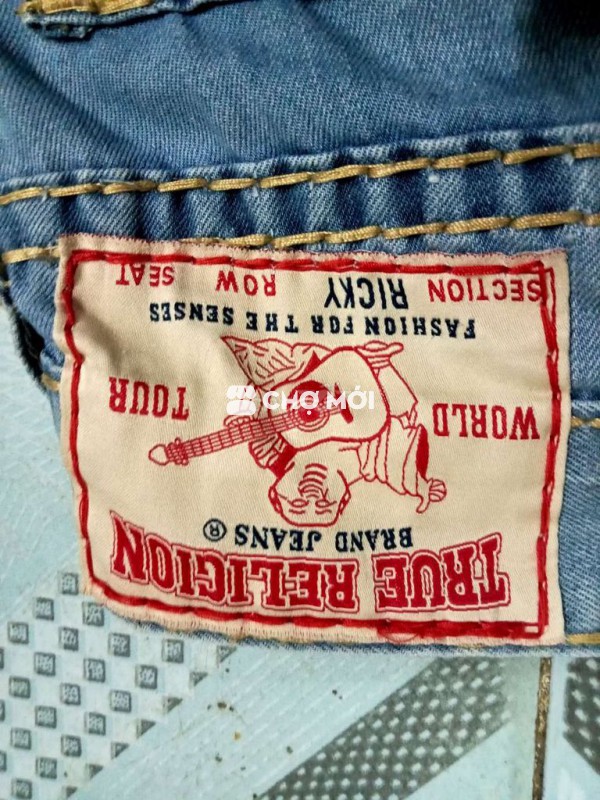 TRUE RELIGION
BRAND JEANS ®
WORLD TOUR
FASHION FOR THE SENSES
SECTION RICKY ROW SEAT
CHỢ MỚI